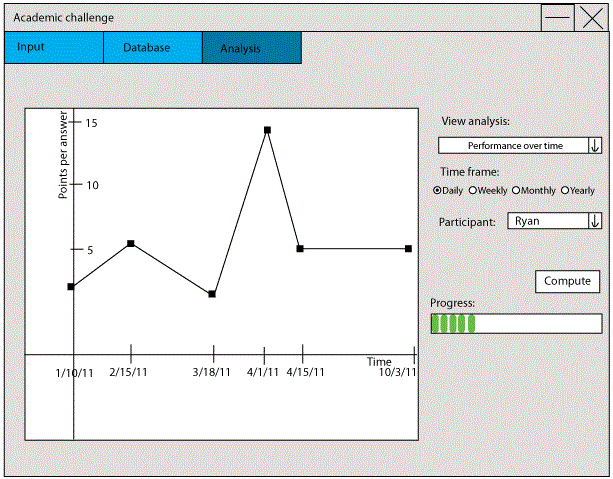 Academic challenge
Input
Database
Analysis
Points per answer
15
10
5
Time
1/10/11
2/15/11
3/18/11
4/1/11
4/15/11
10/3/11
View analysis:
Performance over time
Time frame:
Daily Weekly Monthly Yearly
Participant: Ryan
Compute
Progress: